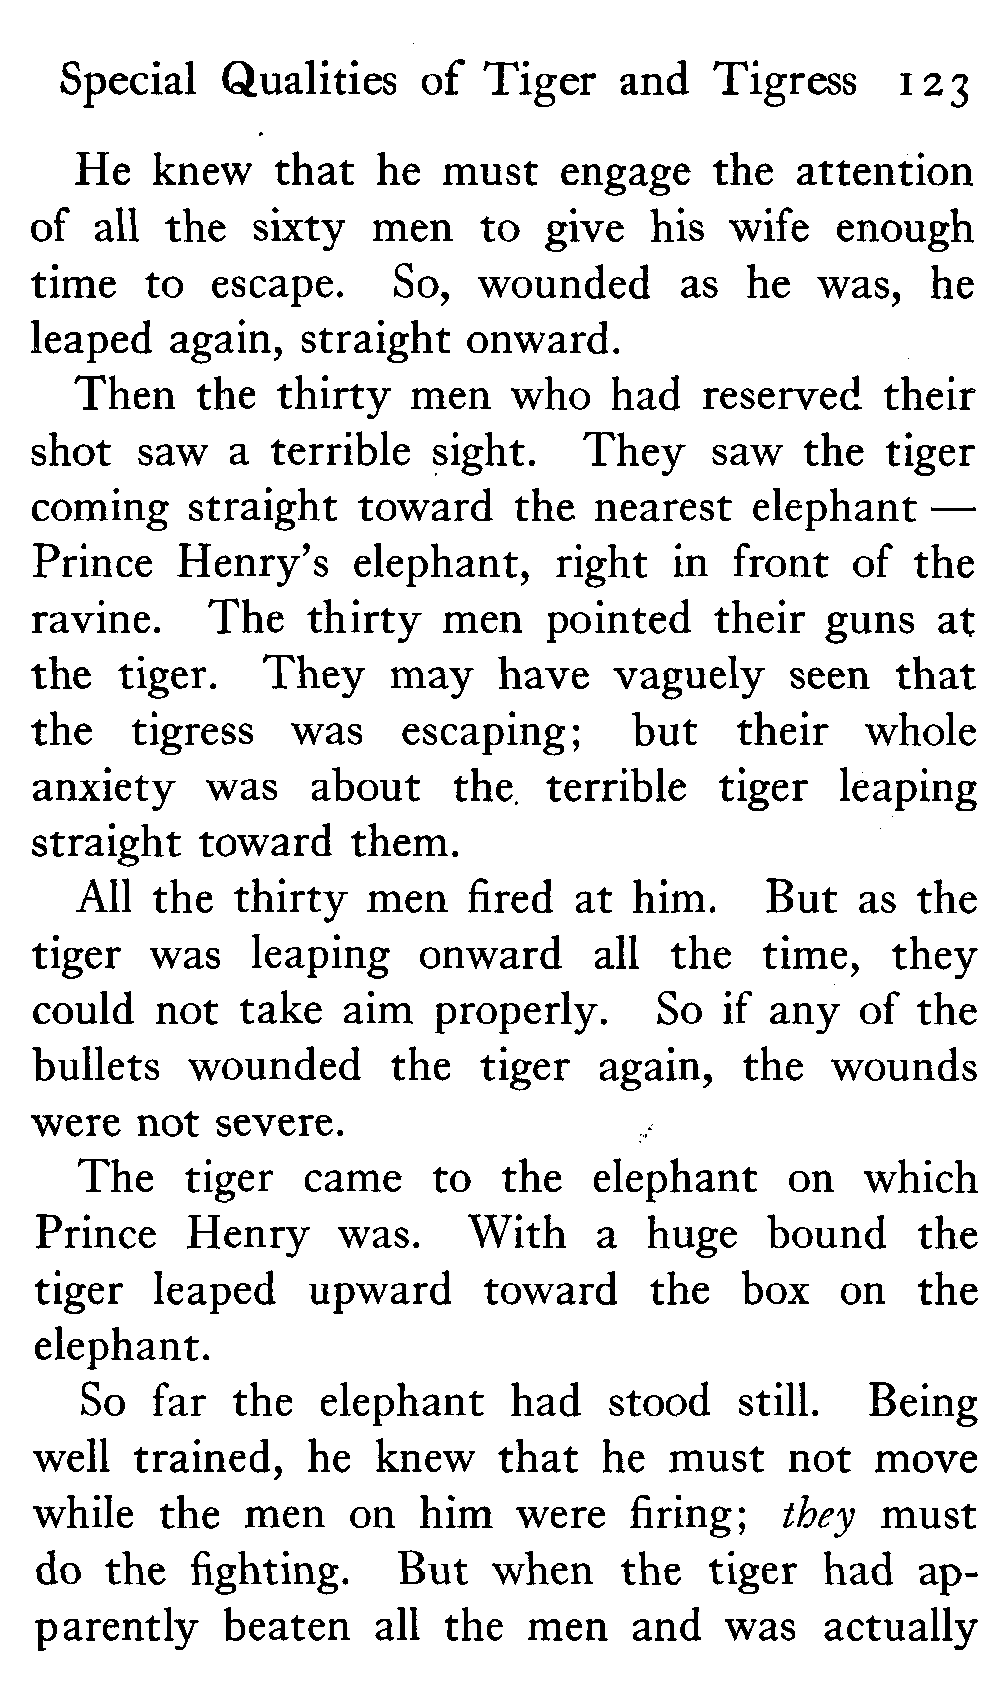 Special Qualities of Tiger and Tigress 123
He knew that he must engage the attention
of all the sixty men to give his wife enough
time to escape. So, wounded as he was, he
leaped again, straight onward.
Then the thirty men who had reserved their
shot saw a terrible sight. They saw the tiger
coming straight toward the nearest elephant —
Prince Henry's elephant, right in front of the
ravine. The thirty men pointed their guns at
the tiger. They may have vaguely seen that
the tigress was escaping; but their whole
anxiety was about the terrible tiger leaping
straight toward them.
All the thirty men fired at him. But as the
tiger was leaping onward all the time, they
could not take aim properly. So if any of the
bullets wounded the tiger again, the wounds
were not severe.
The tiger came to the elephant on which
Prince Henry was. With a huge bound the
tiger leaped upward toward the box on the
elephant.
So far the elephant had stood still. Being
well trained, he knew that he must not move
while the men on him were firing; they must
do the fighting. But when the tiger had ap-
parently beaten all the men and was actually